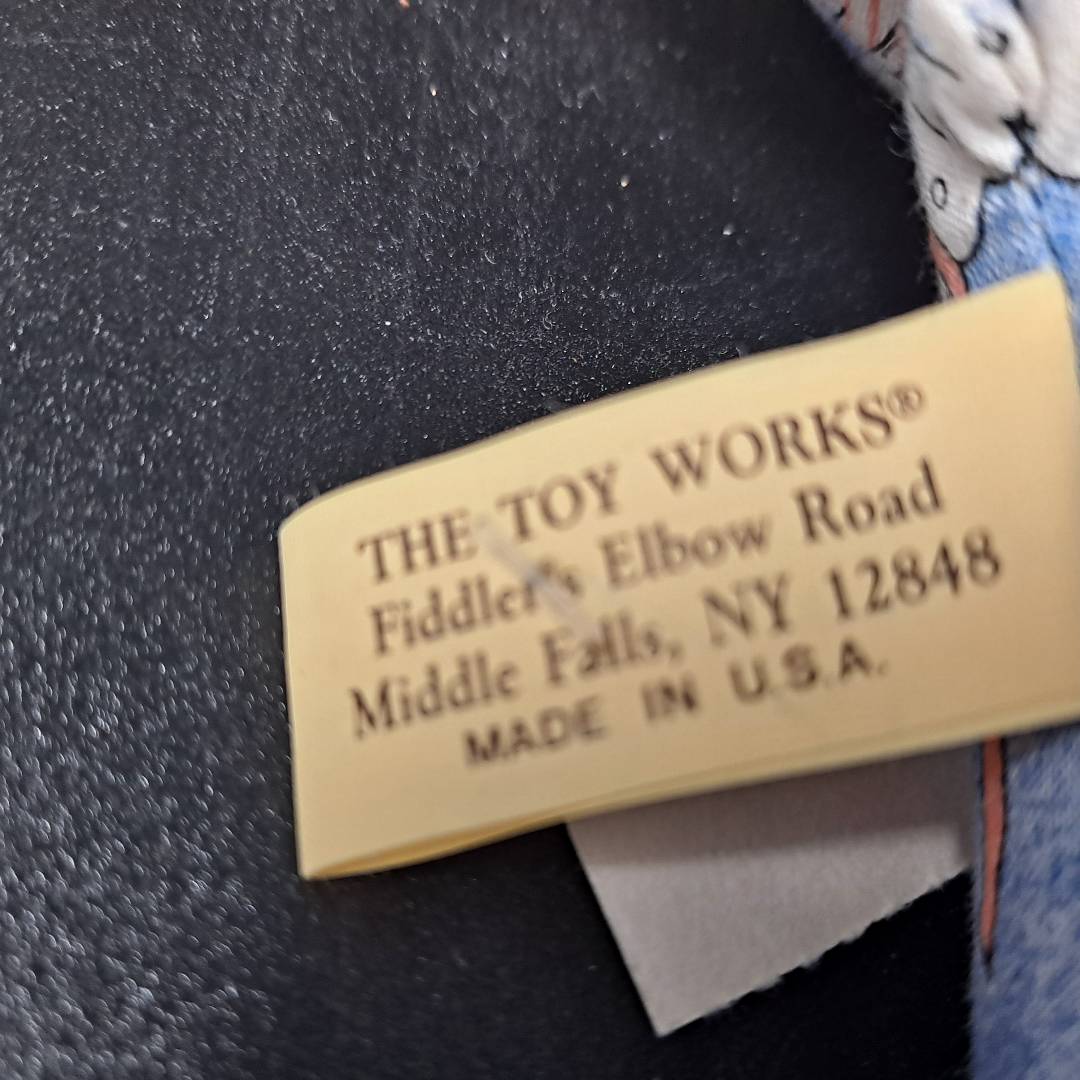 THE TOY WORKS®
Fiddler's Elbow Road
Middle Falls, NY 12848
MADE IN U.S.A.